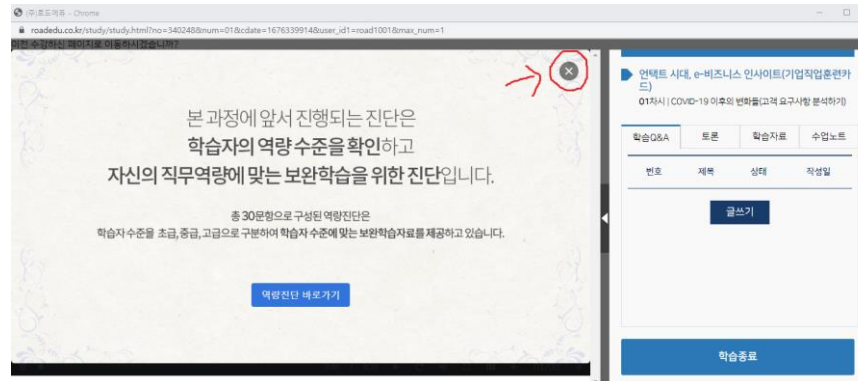 (주)로드에듀 - Chrome
roadedu.co.kr/study/study.html?no=340248&num=01&cdate=1676339914&user_id1=road1001&max_num=1
이전 수강하신 페이지로 이동하시겠습니까?
본 과정에 앞서 진행되는 진단은
학습자의 역량 수준을 확인하고
자신의 직무역량에 맞는 보완학습을 위한 진단입니다.
총 30문항으로 구성된 역량진단은
학습자 수준을 초급,중급,고급으로 구분하여 학습자 수준에 맞는 보완학습자료를 제공하고 있습니다.
역량진단 바로가기
언택트 시대, e-비즈니스 인사이트(기업직업훈련카
드)
01차시 | COVID-19 이후의 변화들(고객 요구사항 분석하기)
학습Q&A 토론 학습자료 수업노트
번호 제목 상태 작성일
글쓰기
학습종료